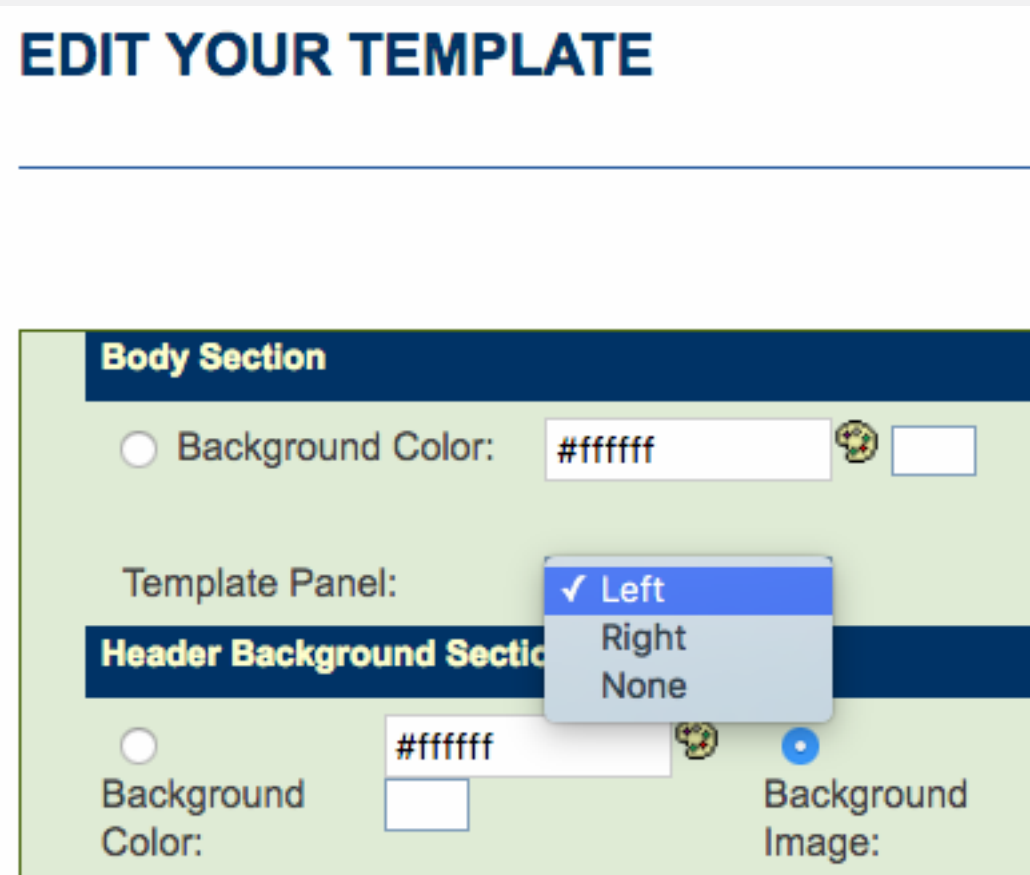 EDIT YOUR TEMPLATE
Body Section
Background Color: #ffffff
Template Panel:
✓ Left
Right
None
Header Background Sectio
#ffffff
Background
Color:
Background
Image: